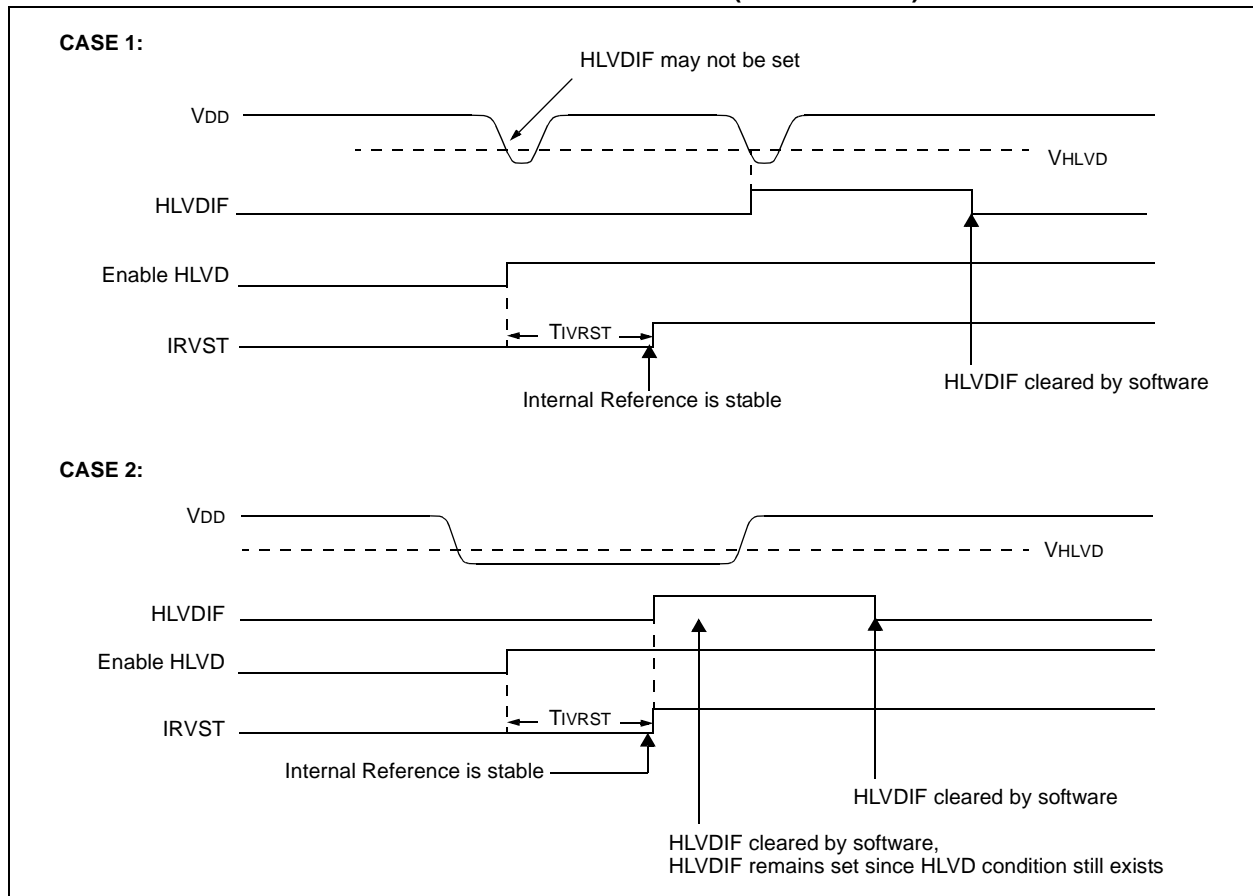 CASE 1:
HLVDIF may not be set
VDD
VHLVD
HLVDIF
Enable HLVD
TIVRST
IRVST
HLVDIF cleared by software
Internal Reference is stable
CASE 2:
VDD
VHLVD
HLVDIF
Enable HLVD
TIVRST
IRVST
Internal Reference is stable
HLVDIF cleared by software
HLVDIF cleared by software,
HLVDIF remains set since HLVD condition still exists